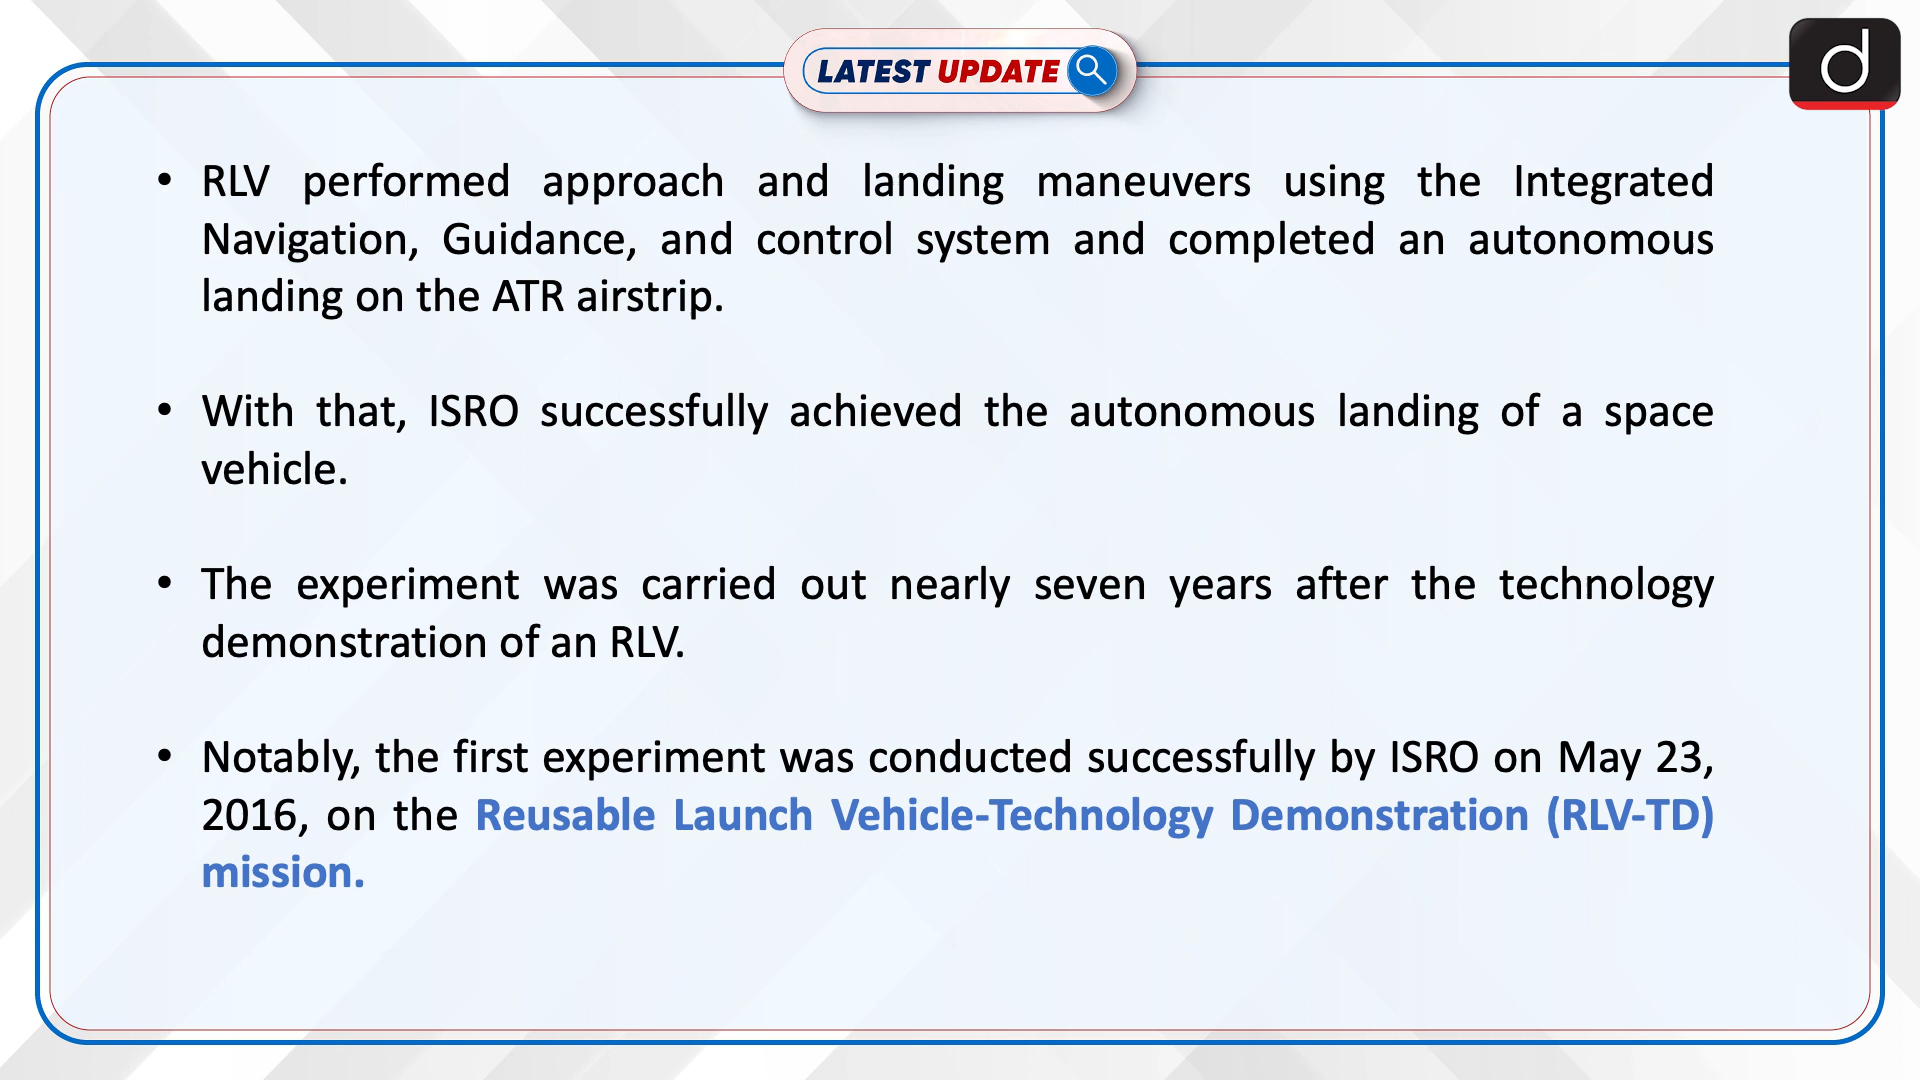 LATEST UPDATE
d
• RLV performed approach and landing maneuvers using the Integrated
Navigation, Guidance, and control system and completed an autonomous
landing on the ATR airstrip.
• With that, ISRO successfully achieved the autonomous landing of a space
vehicle.
• The experiment was carried out nearly seven years after the technology
demonstration of an RLV.
• Notably, the first experiment was conducted successfully by ISRO on May 23,
2016, on the Reusable Launch Vehicle-Technology Demonstration (RLV-TD)
mission.